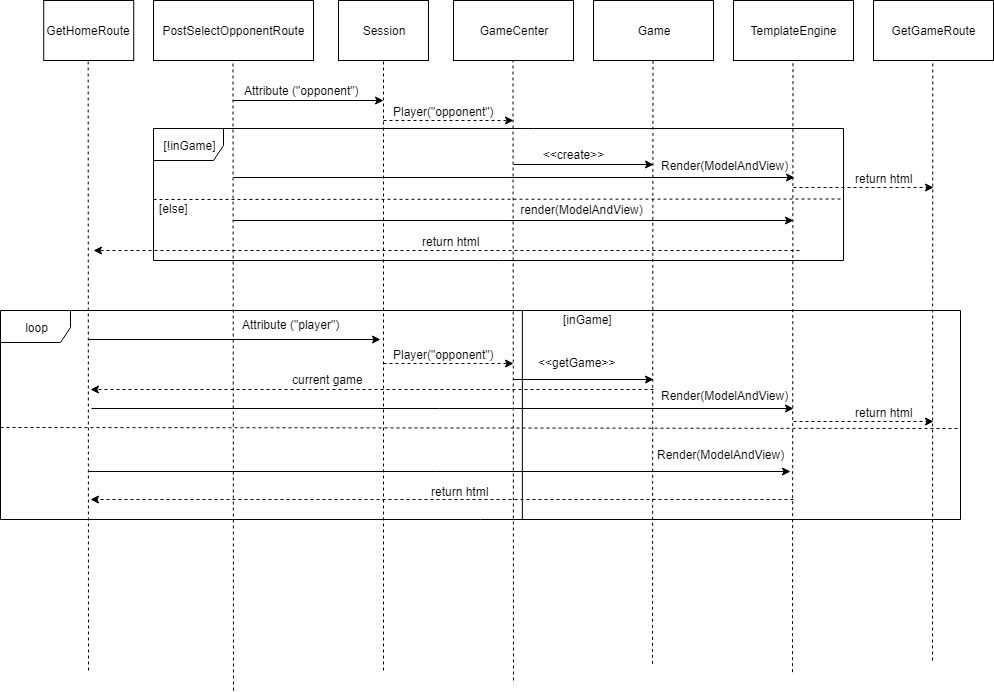 GetHomeRoute
PostSelectOpponentRoute
Session
GameCenter
Game
TemplateEngine
GetGameRoute
Attribute ("opponent")
Player("opponent")
[!inGame]
<<create>>
Render(ModelAndView)
return html
[else]
render(ModelAndView)
return html
loop
[inGame]
Attribute ("player")
Player("opponent")
<<getGame>>
current game
Render(ModelAndView)
return html
Render(ModelAndView)
return html